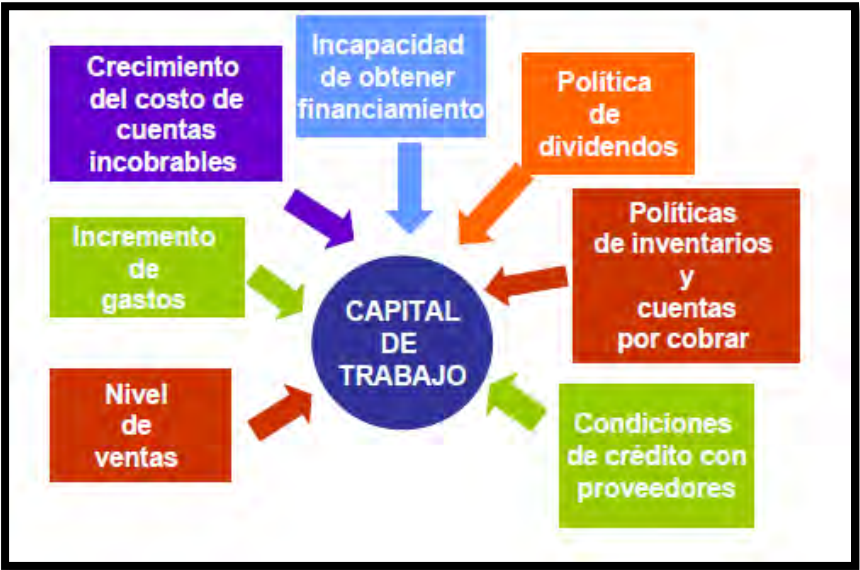 Crecimiento
del costo de
cuentas
incobrables
Incapacidad
de obtener
financiamiento
Política
de
dividendos
Incremento
de
gastos
Políticas
de inventarios
y
cuentas
por cobrar
CAPITAL
DE
TRABAJO
Nivel
de
ventas
Condiciones
de crédito con
proveedores